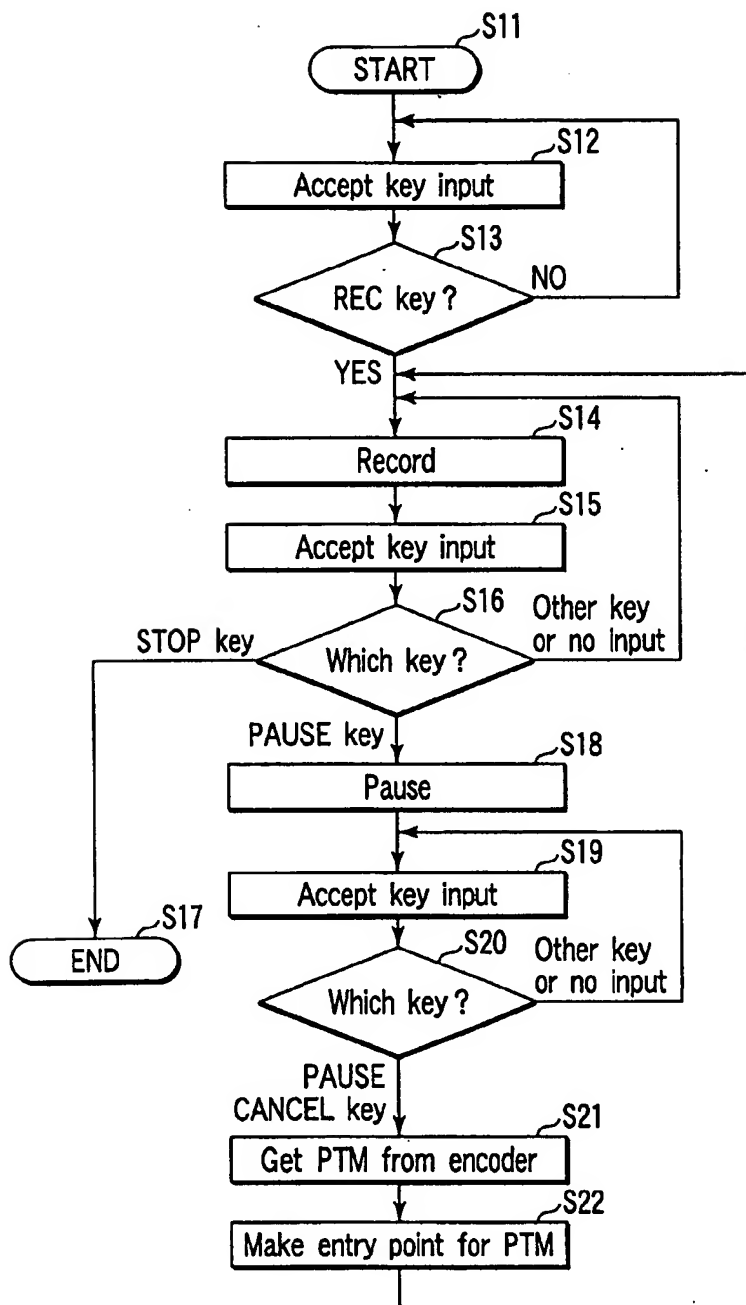 S11
START
S12
Accept key input
S13
REC key?
NO
YES
S14
Record
S15
Accept key input
S16
Which key?
STOP key
Other key
or no input
PAUSE key
S18
Pause
S19
Accept key input
S17
END
S20
Which key?
Other key
or no input
PAUSE
CANCEL key
S21
Get PTM from encoder
S22
Make entry point for PTM